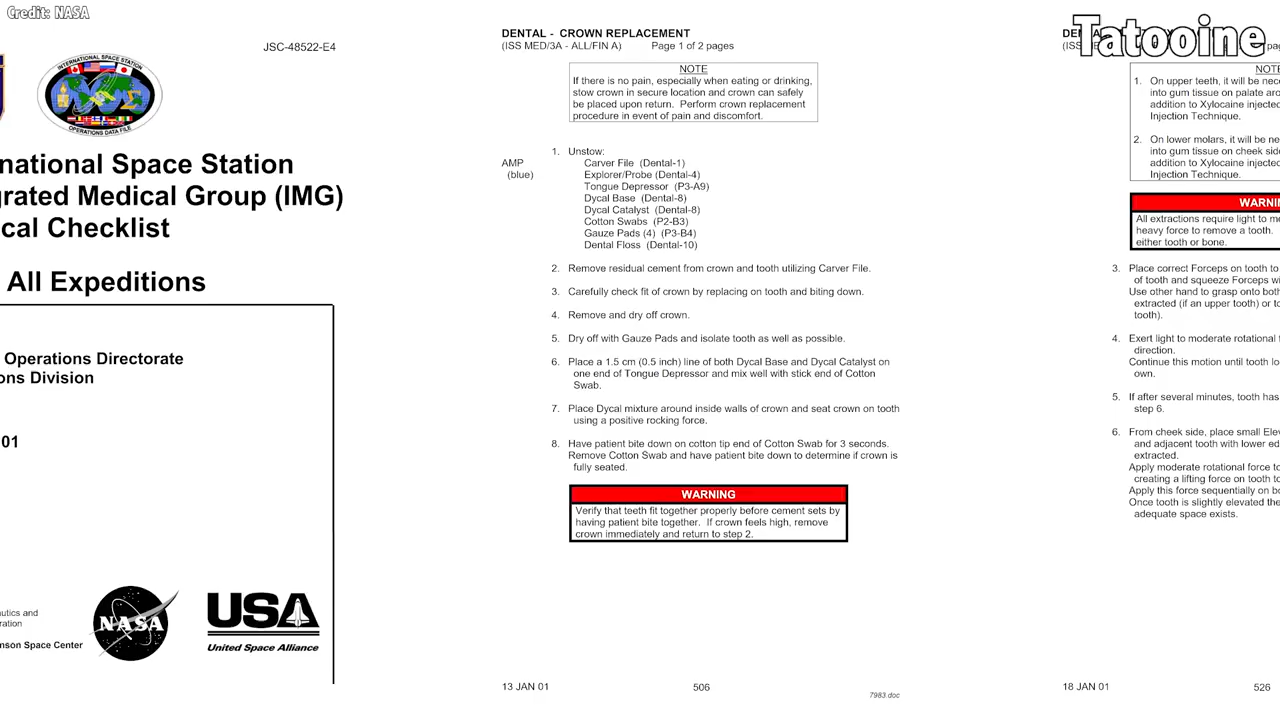 Credit: NASA
JSC-48522-E4
INTERNATIONAL SPACE STATION
OPERATIONS DATA FILE
national Space Station
grated Medical Group (IMG)
cal Checklist
All Expeditions
Operations Directorate
ons Division
01
autics and
ration
nson Space Center
NASA
USA
United Space Alliance
DENTAL - CROWN REPLACEMENT
(ISS MED/3A - ALL/FIN A) Page 1 of 2 pages
NOTE
If there is no pain, especially when eating or drinking,
stow crown in secure location and crown can safely
be placed upon return. Perform crown replacement
procedure in event of pain and discomfort.
AMP
(blue)
1. Unstow:
Carver File (Dental-1)
Explorer/Probe (Dental-4)
Tongue Depressor (P3-A9)
Dycal Base (Dental-8)
Dycal Catalyst (Dental-8)
Cotton Swabs (P2-B3)
Gauze Pads (4) (P3-B4)
Dental Floss (Dental-10)
2. Remove residual cement from crown and tooth utilizing Carver File.
3. Carefully check fit of crown by replacing on tooth and biting down.
4. Remove and dry off crown.
5. Dry off with Gauze Pads and isolate tooth as well as possible.
6. Place a 1.5 cm (0.5 inch) line of both Dycal Base and Dycal Catalyst on
one end of Tongue Depressor and mix well with stick end of Cotton
Swab.
7. Place Dycal mixture around inside walls of crown and seat crown on tooth
using a positive rocking force.
8. Have patient bite down on cotton tip end of Cotton Swab for 3 seconds.
Remove Cotton Swab and have patient bite down to determine if crown is
fully seated.
WARNING
Verify that teeth fit together properly before cement sets by
having patient bite together. If crown feels high, remove
crown immediately and return to step 2.
13 JAN 01
506
7983.doc
Tatooine
NOTE
1. On upper teeth, it will be nec
into gum tissue on palate aro
addition to Xylocaine injected
Injection Technique.
2. On lower molars, it will be ne
into gum tissue on cheek side
addition to Xylocaine injected
Injection Technique.
WARNIN
All extractions require light to me
heavy force to remove a tooth.
either tooth or bone.
3. Place correct Forceps on tooth to
of tooth and squeeze Forceps wi
Use other hand to grasp onto both
extracted (if an upper tooth) or to
tooth).
4. Exert light to moderate rotational f
direction.
Continue this motion until tooth lo
own.
5. If after several minutes, tooth has
step 6.
6. From cheek side, place small Elev
and adjacent tooth with lower ed
extracted.
Apply moderate rotational force to
creating a lifting force on tooth to
Apply this force sequentially on bo
Once tooth is slightly elevated the
adequate space exists.
18 JAN 01
526